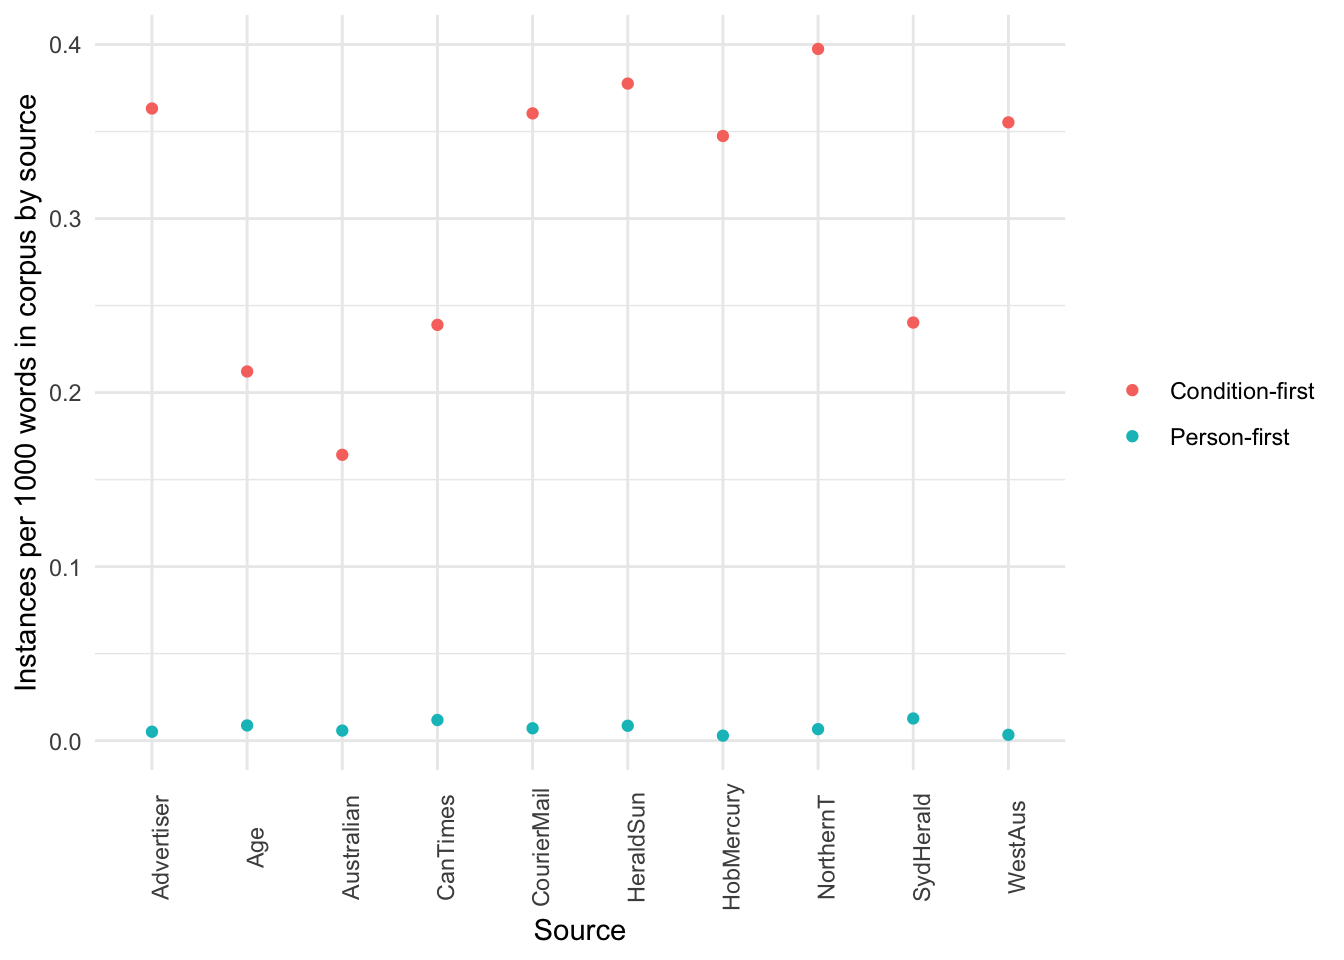 Instances per 1000 words in corpus by source
0.4
0.3
0.2
0.1
0.0
Advertiser
Age
Australian
CanTimes
CourierMail
HeraldSun
HobMercury
NorthernT
SydHerald
WestAus
Source
Condition-first
Person-first